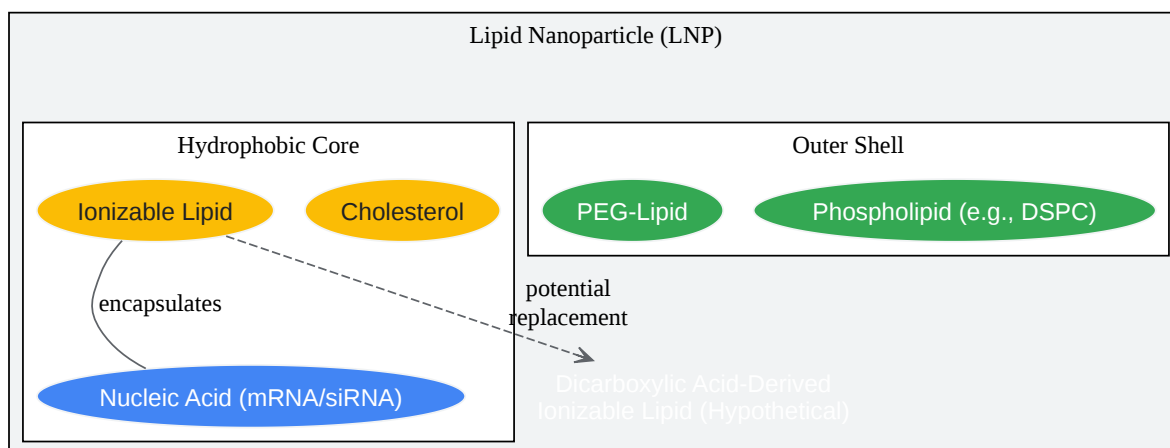 Lipid Nanoparticle (LNP)
Hydrophobic Core
Outer Shell
Ionizable Lipid
Cholesterol
PEG-Lipid
Phospholipid (e.g., DSPC)
encapsulates
potential
replacement
Nucleic Acid (mRNA/siRNA)
Dicarboxylic Acid-Derived
Ionizable Lipid (Hypothetical)